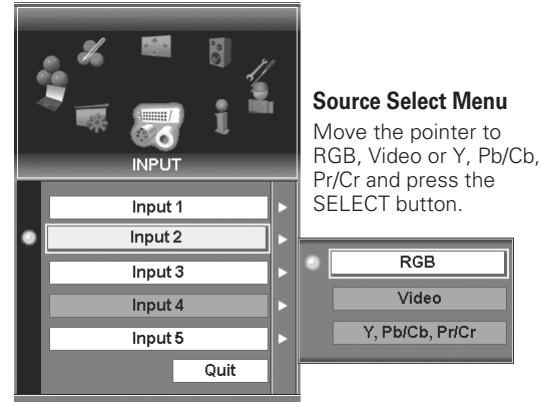 INPUT
Input 1
Input 2
Input 3
Input 4
Input 5
Quit
Source Select Menu
Move the pointer to
RGB, Video or Y, Pb/Cb,
Pr/Cr and press the
SELECT button.
RGB
Video
Y, Pb/Cb, Pr/Cr